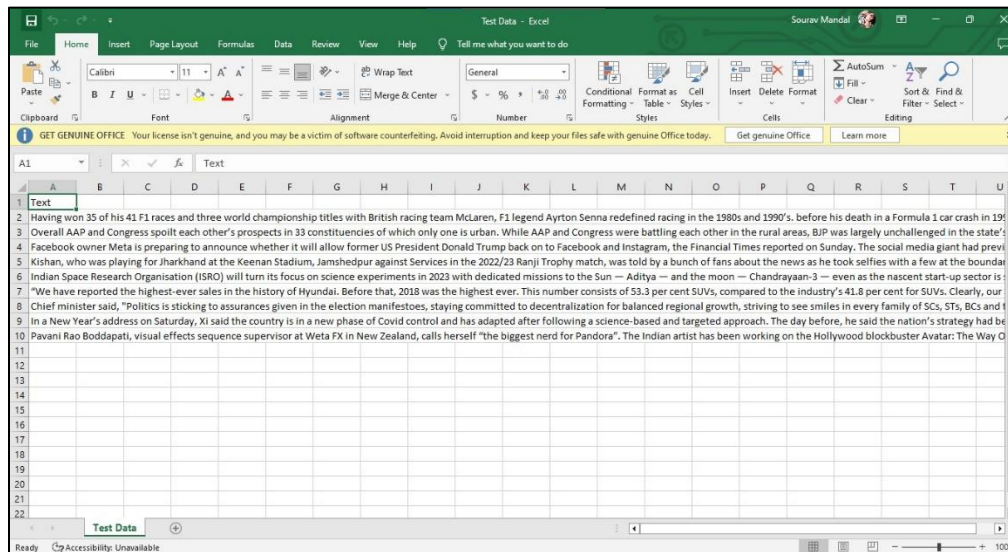 Test Data - Excel
Sourav Mandal
File Home Insert Page Layout Formulas Data Review View Help Tell me what you want to do
Paste
Calibri 11 A A
B I U A
Wrap Text
Merge & Center
General
$ % ,
Conditional Formatting
Format as Table
Cell Styles
Insert Delete Format
AutoSum
Fill
Clear
Sort & Filter
Find & Select
Clipboard Font Alignment Number Styles Cells Editing
GET GENUINE OFFICE Your license isn't genuine, and you may be a victim of software counterfeiting. Avoid interruption and keep your files safe with genuine Office today. Get genuine Office Learn more
A1 fx Text
A B C D E F G H I J K L M N O P Q R S T U
1 Text
2 Having won 35 of his 41 F1 races and three world championship titles with British racing team McLaren, F1 legend Ayrton Senna redefined racing in the 1980s and 1990's. before his death in a Formula 1 car crash in 199
3 Overall AAP and Congress spoilt each other's prospects in 33 constituencies of which only one is urban. While AAP and Congress were battling each other in the rural areas, BJP was largely unchallenged in the state's
4 Facebook owner Meta is preparing to announce whether it will allow former US President Donald Trump back on to Facebook and Instagram, the Financial Times reported on Sunday. The social media giant had previ
5 Kishan, who was playing for Jharkhand at the Keenan Stadium, Jamshedpur against Services in the 2022/23 Ranji Trophy match, was told by a bunch of fans about the news as he took selfies with a few at the boundar
6 Indian Space Research Organisation (ISRO) will turn its focus on science experiments in 2023 with dedicated missions to the Sun — Aditya — and the moon — Chandrayaan-3 — even as the nascent start-up sector is
7 "We have reported the highest-ever sales in the history of Hyundai. Before that, 2018 was the highest ever. This number consists of 53.3 per cent SUVs, compared to the industry's 41.8 per cent for SUVs. Clearly, our
8 Chief minister said, "Politics is sticking to assurances given in the election manifestoes, staying committed to decentralization for balanced regional growth, striving to see smiles in every family of SCs, STs, BCs and
9 In a New Year's address on Saturday, Xi said the country is in a new phase of Covid control and has adapted after following a science-based and targeted approach. The day before, he said the nation's strategy had be
10 Pavani Rao Boddapati, visual effects sequence supervisor at Weta FX in New Zealand, calls herself "the biggest nerd for Pandora". The Indian artist has been working on the Hollywood blockbuster Avatar: The Way O
11
12
13
14
15
16
17
18
19
20
21
22
Test Data
Ready Accessibility: Unavailable 100